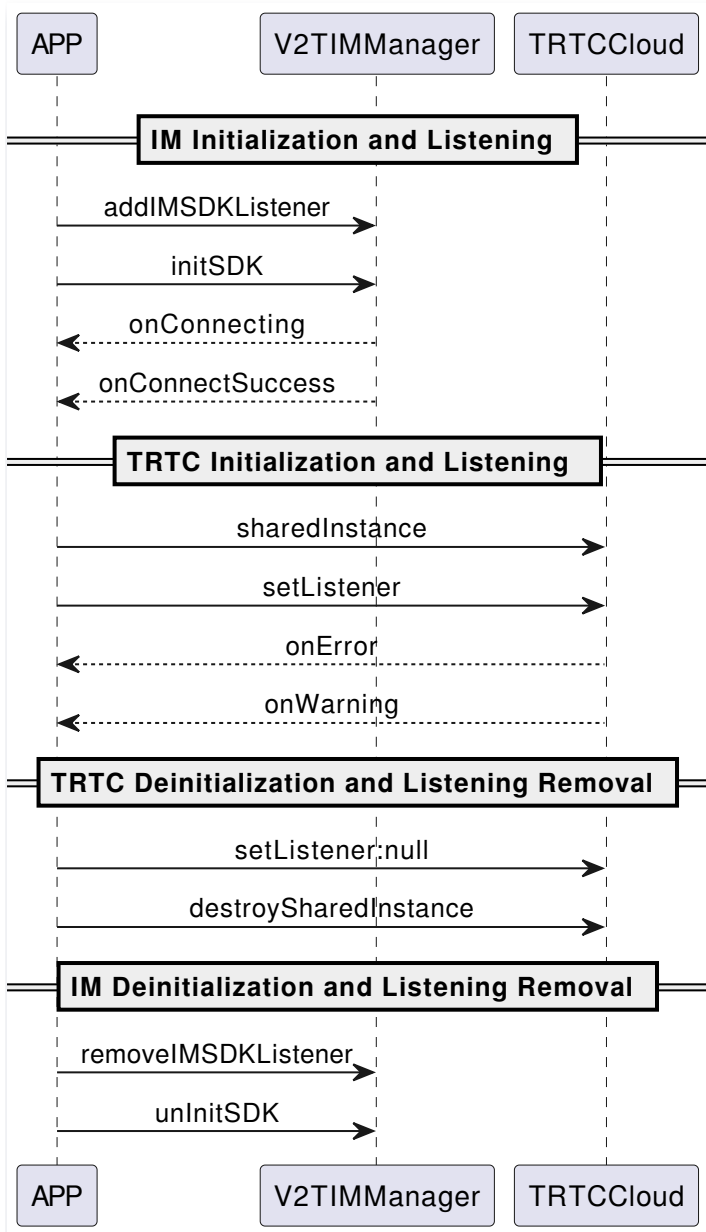 APP V2TIMManager TRTCCloud
IM Initialization and Listening
addIMSDKListener
initSDK
onConnecting
onConnectSuccess
TRTC Initialization and Listening
sharedInstance
setListener
onError
onWarning
TRTC Deinitialization and Listening Removal
setListener:null
destroySharedInstance
IM Deinitialization and Listening Removal
removeIMSDKListener
unInitSDK
APP V2TIMManager TRTCCloud